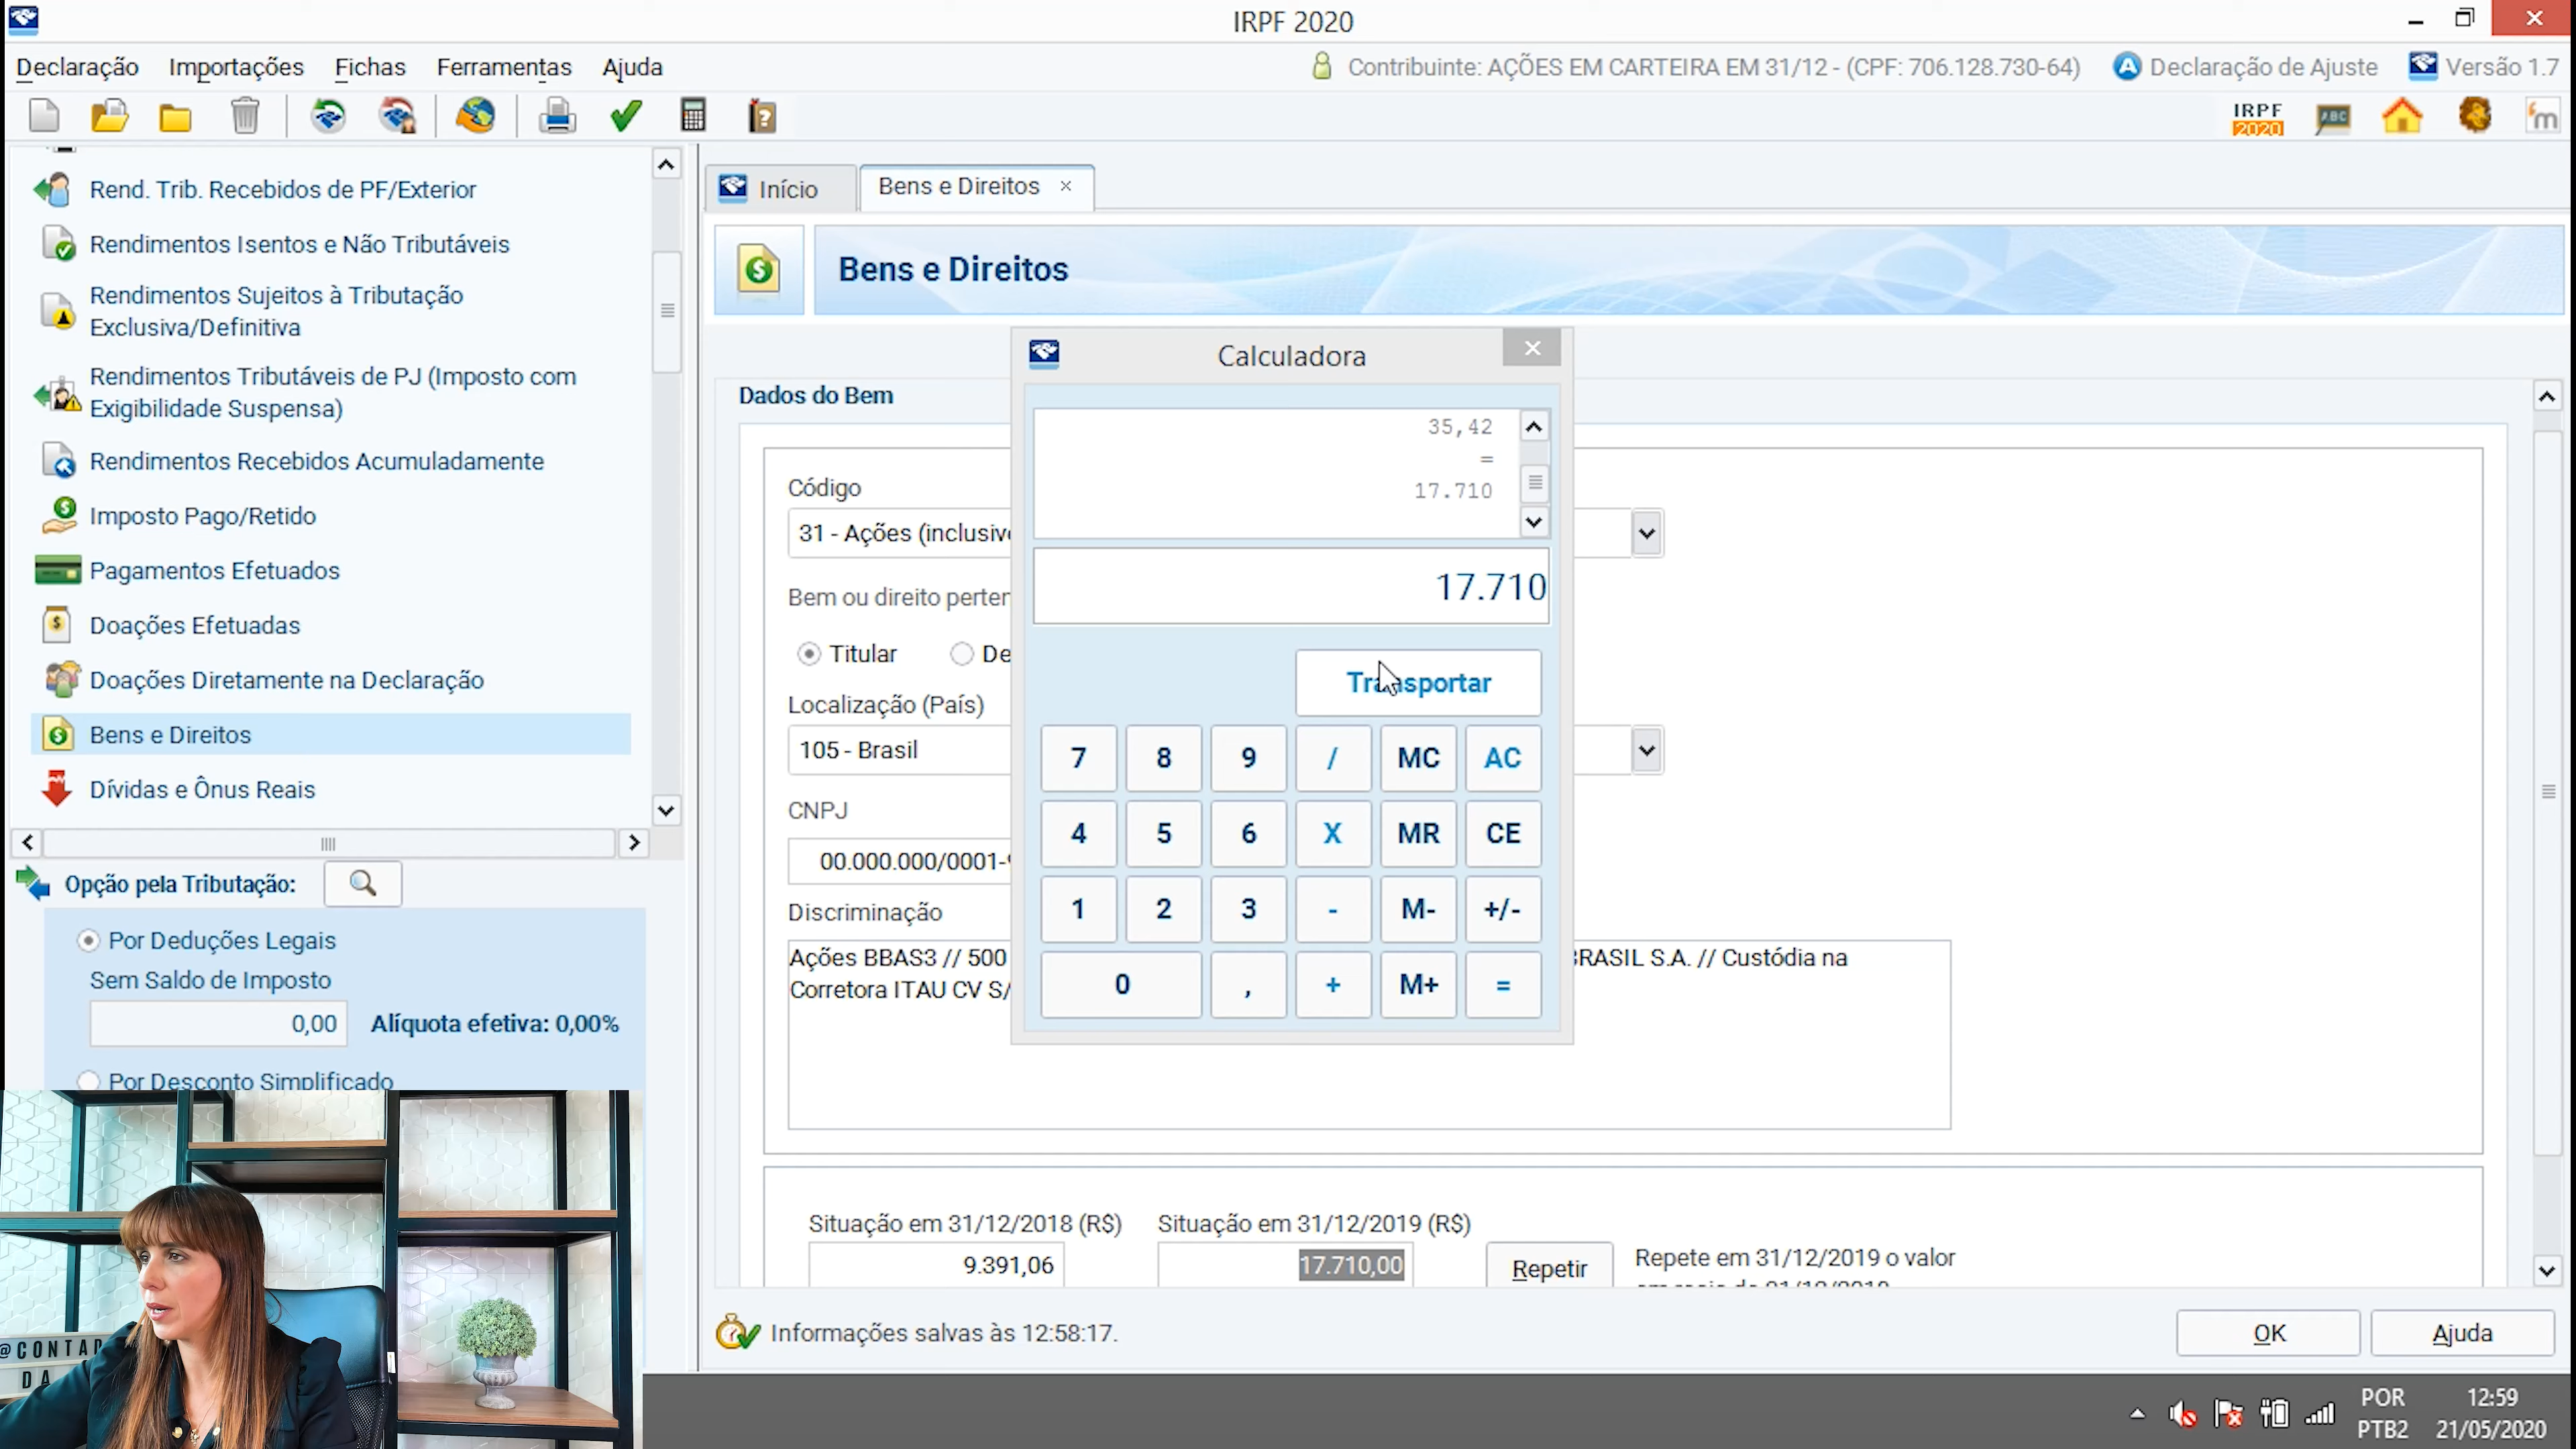 IRPF 2020
Declaração Importações Fichas Ferramentas Ajuda
Contribuinte: AÇÕES EM CARTEIRA EM 31/12 - (CPF: 706.128.730-64) Declaração de Ajuste Versão 1.7
IRPF
2020
ABC
m
Rend. Trib. Recebidos de PF/Exterior
Rendimentos Isentos e Não Tributáveis
Rendimentos Sujeitos à Tributação
Exclusiva/Definitiva
Rendimentos Tributáveis de PJ (Imposto com
Exigibilidade Suspensa)
Rendimentos Recebidos Acumuladamente
Imposto Pago/Retido
Pagamentos Efetuados
Doações Efetuadas
Doações Diretamente na Declaração
Bens e Direitos
Dívidas e Ônus Reais
Opção pela Tributação:
Por Deduções Legais
Sem Saldo de Imposto
0,00 Alíquota efetiva: 0,00%
Por Desconto Simplificado
Início Bens e Direitos
Bens e Direitos
Dados do Bem
Código
31 - Ações (inclusiv
Bem ou direito perten
Titular De
Localização (País)
105 - Brasil
CNPJ
00.000.000/0001-
Discriminação
Ações BBAS3 // 500 BRASIL S.A. // Custódia na
Corretora ITAU CV S/
Calculadora
35,42
=
17.710
17.710
Transportar
7 8 9 / MC AC
4 5 6 X MR CE
1 2 3 - M- +/-
0 , + M+ =
Situação em 31/12/2018 (R$) Situação em 31/12/2019 (R$)
9.391,06 17.710,00 Repetir
Repete em 31/12/2019 o valor
Informações salvas às 12:58:17.
OK Ajuda
@CONTA
DA
POR
PTB2
12:59
21/05/2020